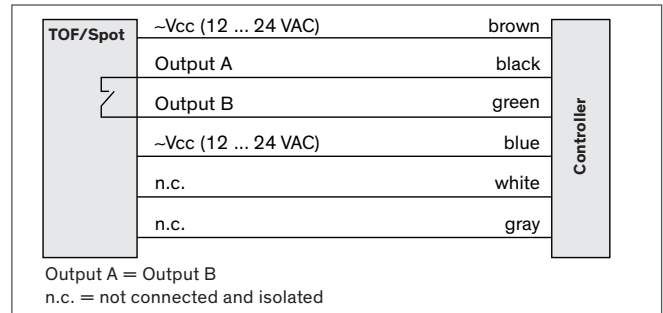 TOF/Spot
~Vcc (12 ... 24 VAC) brown
Output A black
Output B green
~Vcc (12 ... 24 VAC) blue
n.c. white
n.c. gray
Controller
Output A = Output B
n.c. = not connected and isolated